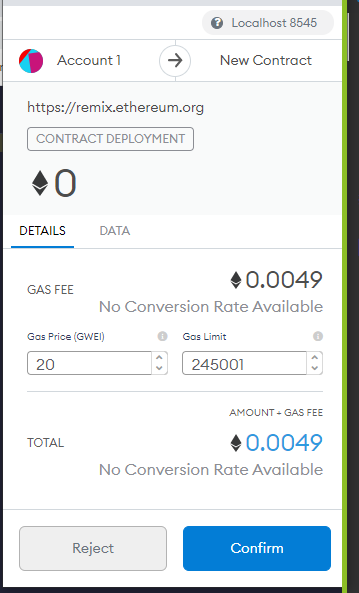 Localhost 8545
Account 1
New Contract
https://remix.ethereum.org
CONTRACT DEPLOYMENT
0
DETAILS
DATA
GAS FEE
0.0049
No Conversion Rate Available
Gas Price (GWEI)
Gas Limit
20
245001
AMOUNT + GAS FEE
TOTAL
0.0049
No Conversion Rate Available
Reject
Confirm